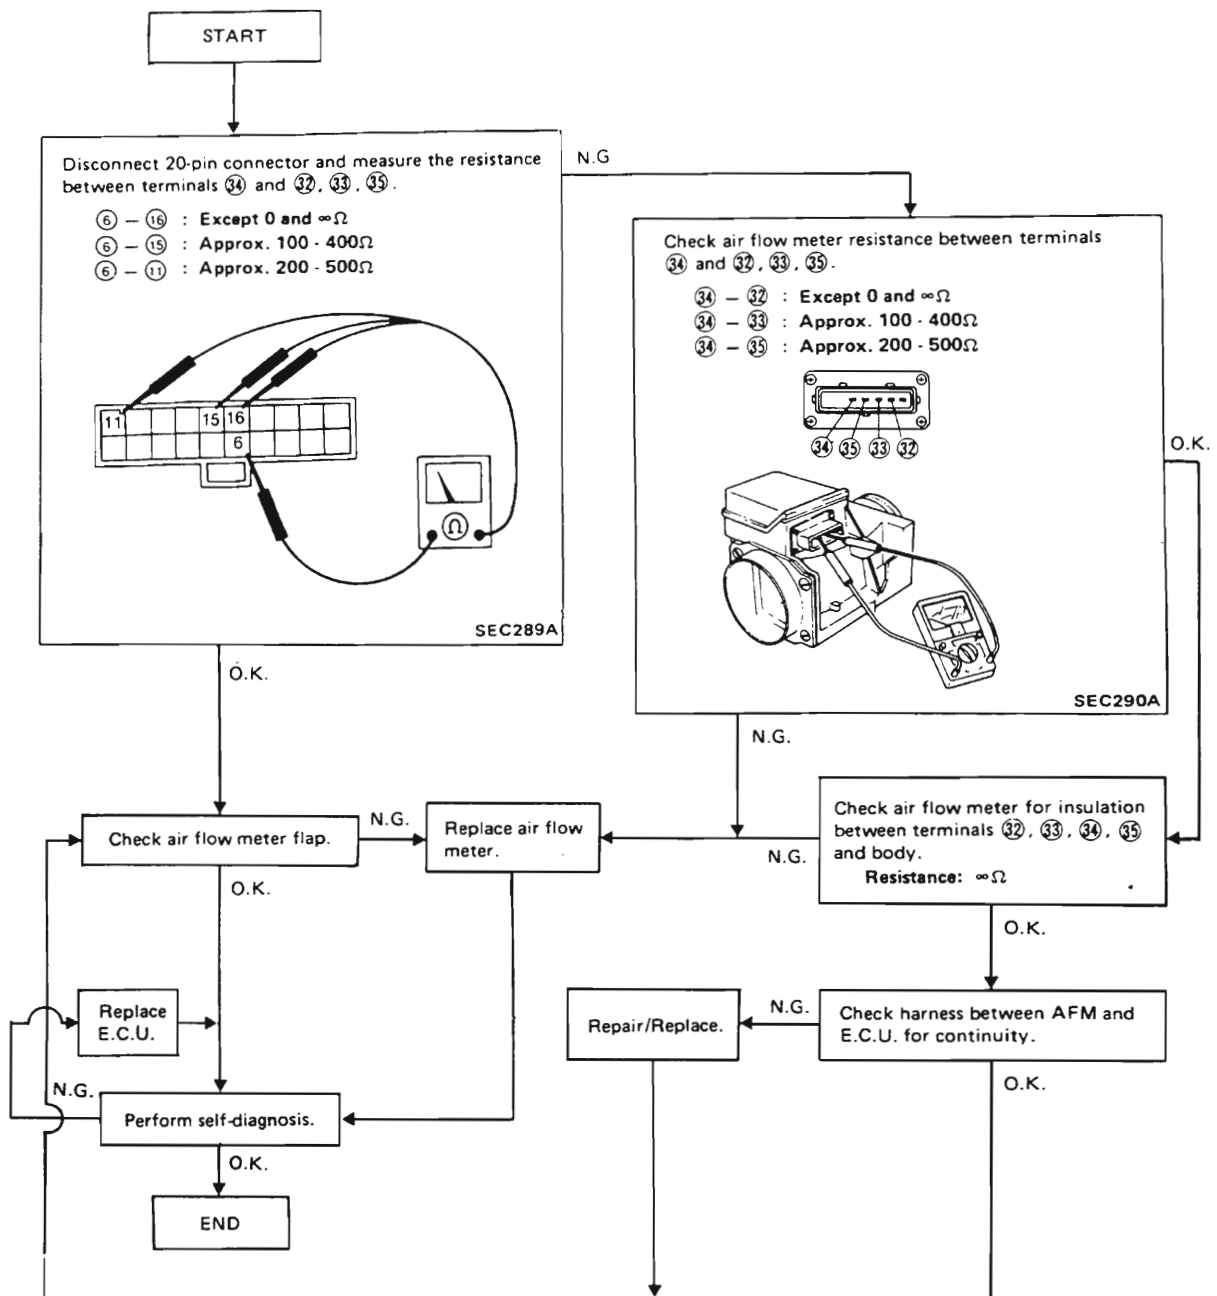 START
Disconnect 20-pin connector and measure the resistance
between terminals 34 and 32, 33, 35.
6 – 16 : Except 0 and ∞Ω
6 – 15 : Approx. 100 - 400Ω
6 – 11 : Approx. 200 - 500Ω
11
15
16
6
Ω
SEC289A
N.G
Check air flow meter resistance between terminals
34 and 32, 33, 35.
34 – 32 : Except 0 and ∞Ω
34 – 33 : Approx. 100 - 400Ω
34 – 35 : Approx. 200 - 500Ω
34 35 33 32
SEC290A
O.K.
O.K.
N.G.
Check air flow meter flap.
N.G.
Replace air flow
meter.
N.G.
Check air flow meter for insulation
between terminals 32, 33, 34, 35
and body.
Resistance: ∞Ω
O.K.
O.K.
Replace
E.C.U.
Repair/Replace.
N.G.
Check harness between AFM and
E.C.U. for continuity.
O.K.
N.G.
Perform self-diagnosis.
O.K.
END